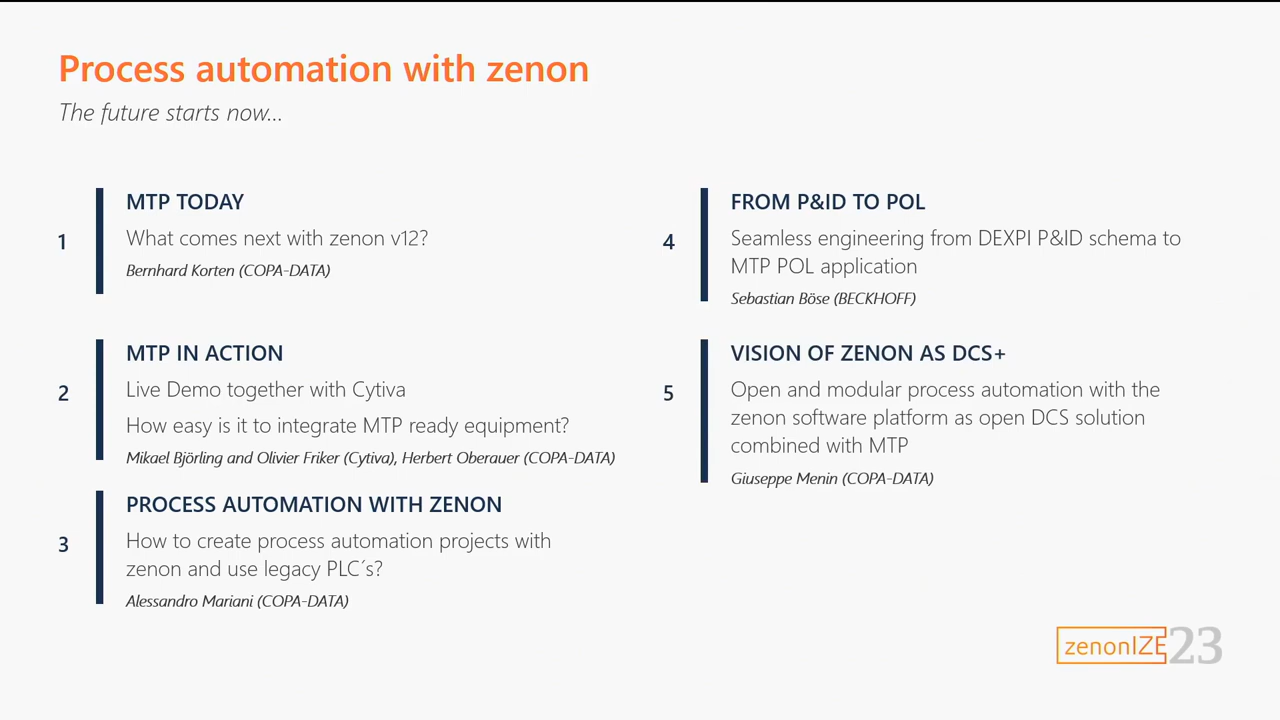 Process automation with zenon
The future starts now...
1
MTP TODAY
What comes next with zenon v12?
Bernhard Korten (COPA-DATA)
2
MTP IN ACTION
Live Demo together with Cytiva
How easy is it to integrate MTP ready equipment?
Mikael Björling and Olivier Friker (Cytiva), Herbert Oberauer (COPA-DATA)
3
PROCESS AUTOMATION WITH ZENON
How to create process automation projects with
zenon and use legacy PLC´s?
Alessandro Mariani (COPA-DATA)
4
FROM P&ID TO POL
Seamless engineering from DEXPI P&ID schema to
MTP POL application
Sebastian Böse (BECKHOFF)
5
VISION OF ZENON AS DCS+
Open and modular process automation with the
zenon software platform as open DCS solution
combined with MTP
Giuseppe Menin (COPA-DATA)
zenonIZE23